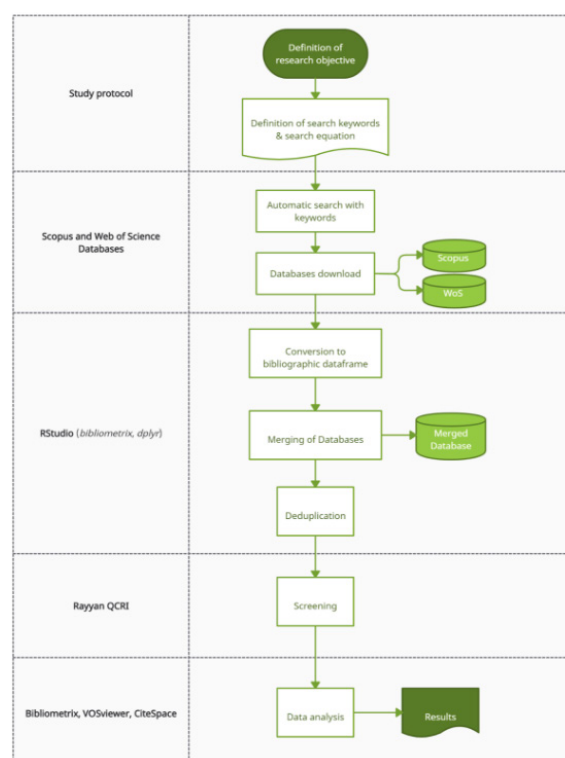 Definition of
research objective
Study protocol
Definition of search keywords
& search equation
Automatic search with
keywords
Scopus and Web of Science
Databases
Databases download
Scopus
WoS
Conversion to
bibliographic dataframe
RStudio (bibliometrix, dplyr)
Merging of Databases
Merged
Database
Deduplication
Rayyan QCRI
Screening
Bibliometrix, VOSviewer, CiteSpace
Data analysis
Results